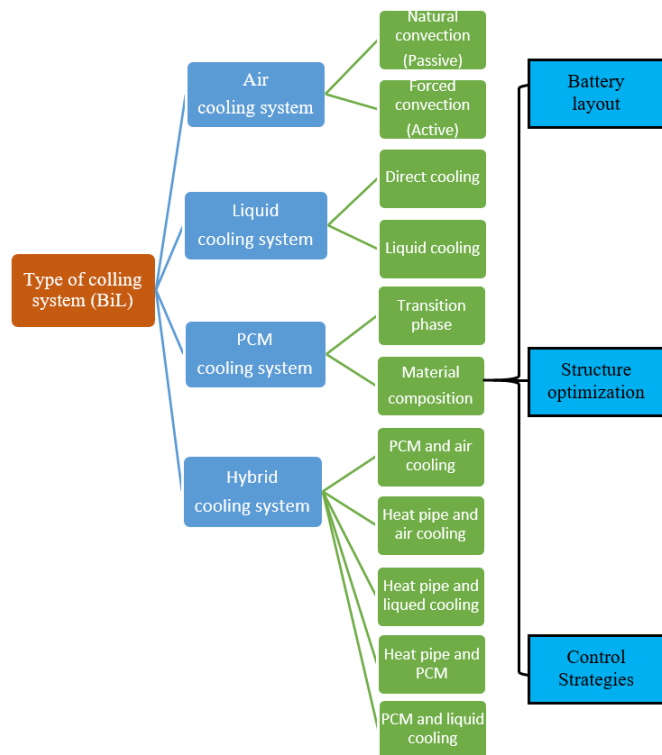 Type of colling
system (BiL)
Air
cooling system
Liquid
cooling system
PCM
cooling system
Hybrid
cooling system
Natural
convection
(Passive)
Forced
convection
(Active)
Direct cooling
Liquid cooling
Transition
phase
Material
composition
PCM and air
cooling
Heat pipe and
air cooling
Heat pipe and
liqued cooling
Heat pipe and
PCM
PCM and liquid
cooling
Battery
layout
Structure
optimization
Control
Strategies